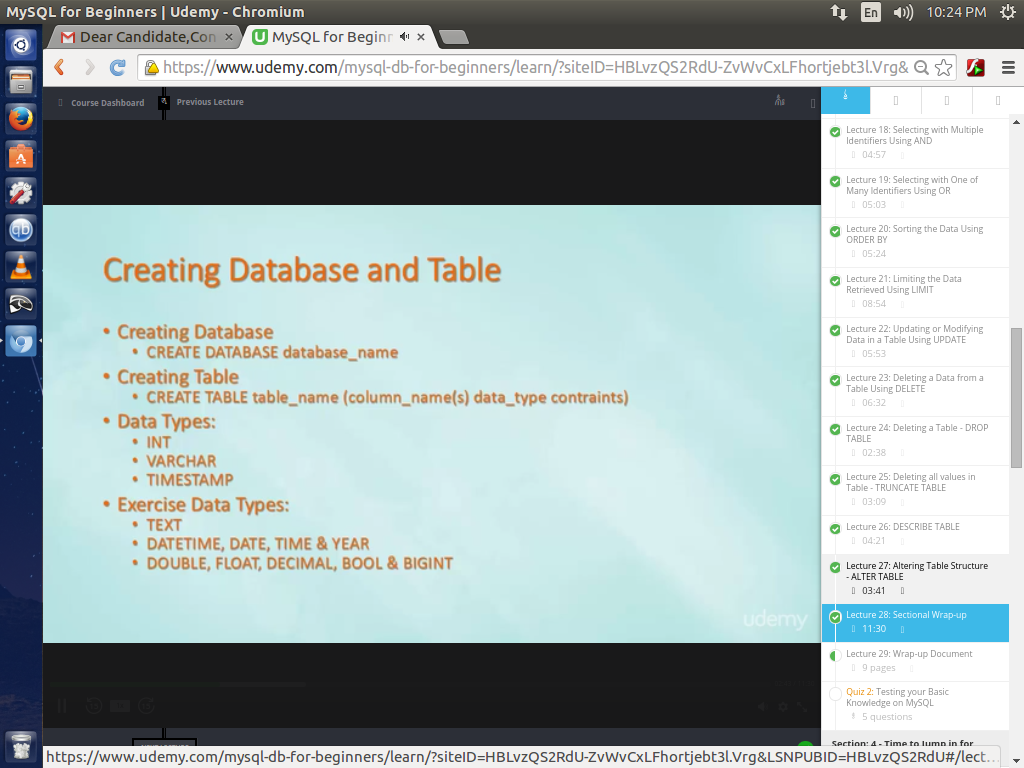 MySQL for Beginners | Udemy - Chromium
En
10:24 PM
Dear Candidate,Con
MySQL for Beginn
https://www.udemy.com/mysql-db-for-beginners/learn/?siteID=HBLvzQS2RdU-ZvWvCxLFhortjebt3l.Vrg&
Course Dashboard
Previous Lecture
Creating Database and Table
• Creating Database
• CREATE DATABASE database_name
• Creating Table
• CREATE TABLE table_name (column_name(s) data_type contraints)
• Data Types:
• INT
• VARCHAR
• TIMESTAMP
• Exercise Data Types:
• TEXT
• DATETIME, DATE, TIME & YEAR
• DOUBLE, FLOAT, DECIMAL, BOOL & BIGINT
udemy
Lecture 18: Selecting with Multiple
Identifiers Using AND
04:57
Lecture 19: Selecting with One of
Many Identifiers Using OR
05:03
Lecture 20: Sorting the Data Using
ORDER BY
05:24
Lecture 21: Limiting the Data
Retrieved Using LIMIT
08:54
Lecture 22: Updating or Modifying
Data in a Table Using UPDATE
05:53
Lecture 23: Deleting a Data from a
Table Using DELETE
06:32
Lecture 24: Deleting a Table - DROP
TABLE
02:38
Lecture 25: Deleting all values in
Table - TRUNCATE TABLE
03:09
Lecture 26: DESCRIBE TABLE
04:21
Lecture 27: Altering Table Structure
- ALTER TABLE
03:41
Lecture 28: Sectional Wrap-up
11:30
Lecture 29: Wrap-up Document
9 pages
Quiz 2: Testing your Basic
Knowledge on MySQL
5 questions
Section: 4 - Time to Jump in for
https://www.udemy.com/mysql-db-for-beginners/learn/?siteID=HBLvzQS2RdU-ZvWvCxLFhortjebt3l.Vrg&LSNPUBID=HBLvzQS2RdU#/lect...